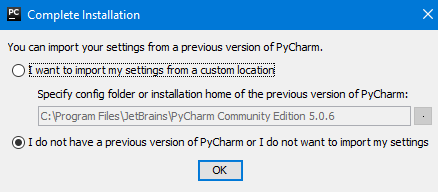 PC Complete Installation
You can import your settings from a previous version of PyCharm.
I want to import my settings from a custom location
Specify config folder or installation home of the previous version of PyCharm:
C:\Program Files\JetBrains\PyCharm Community Edition 5.0.6 .
I do not have a previous version of PyCharm or I do not want to import my settings
OK